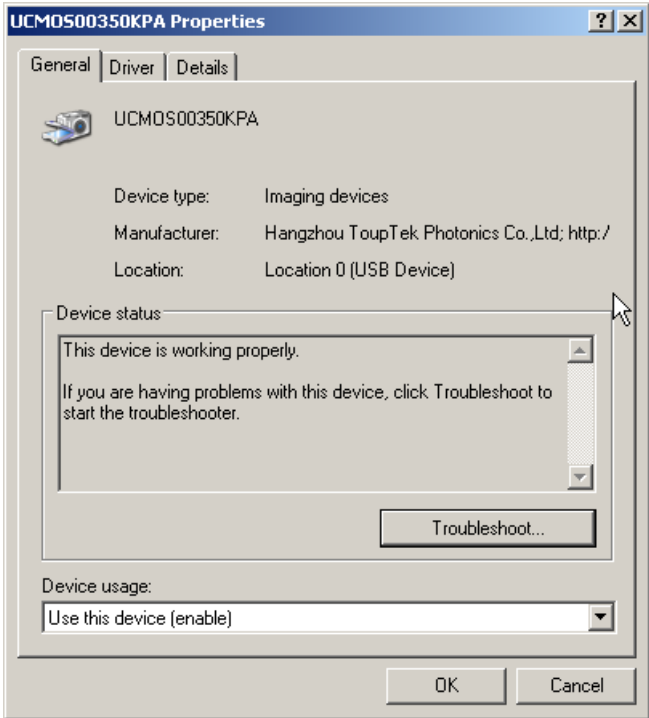 UCMOS00350KPA Properties
General Driver Details
UCMOS00350KPA
Device type: Imaging devices
Manufacturer: Hangzhou ToupTek Photonics Co.,Ltd; http:/
Location: Location 0 (USB Device)
Device status
This device is working properly.
If you are having problems with this device, click Troubleshoot to
start the troubleshooter.
Troubleshoot...
Device usage:
Use this device (enable)
OK Cancel